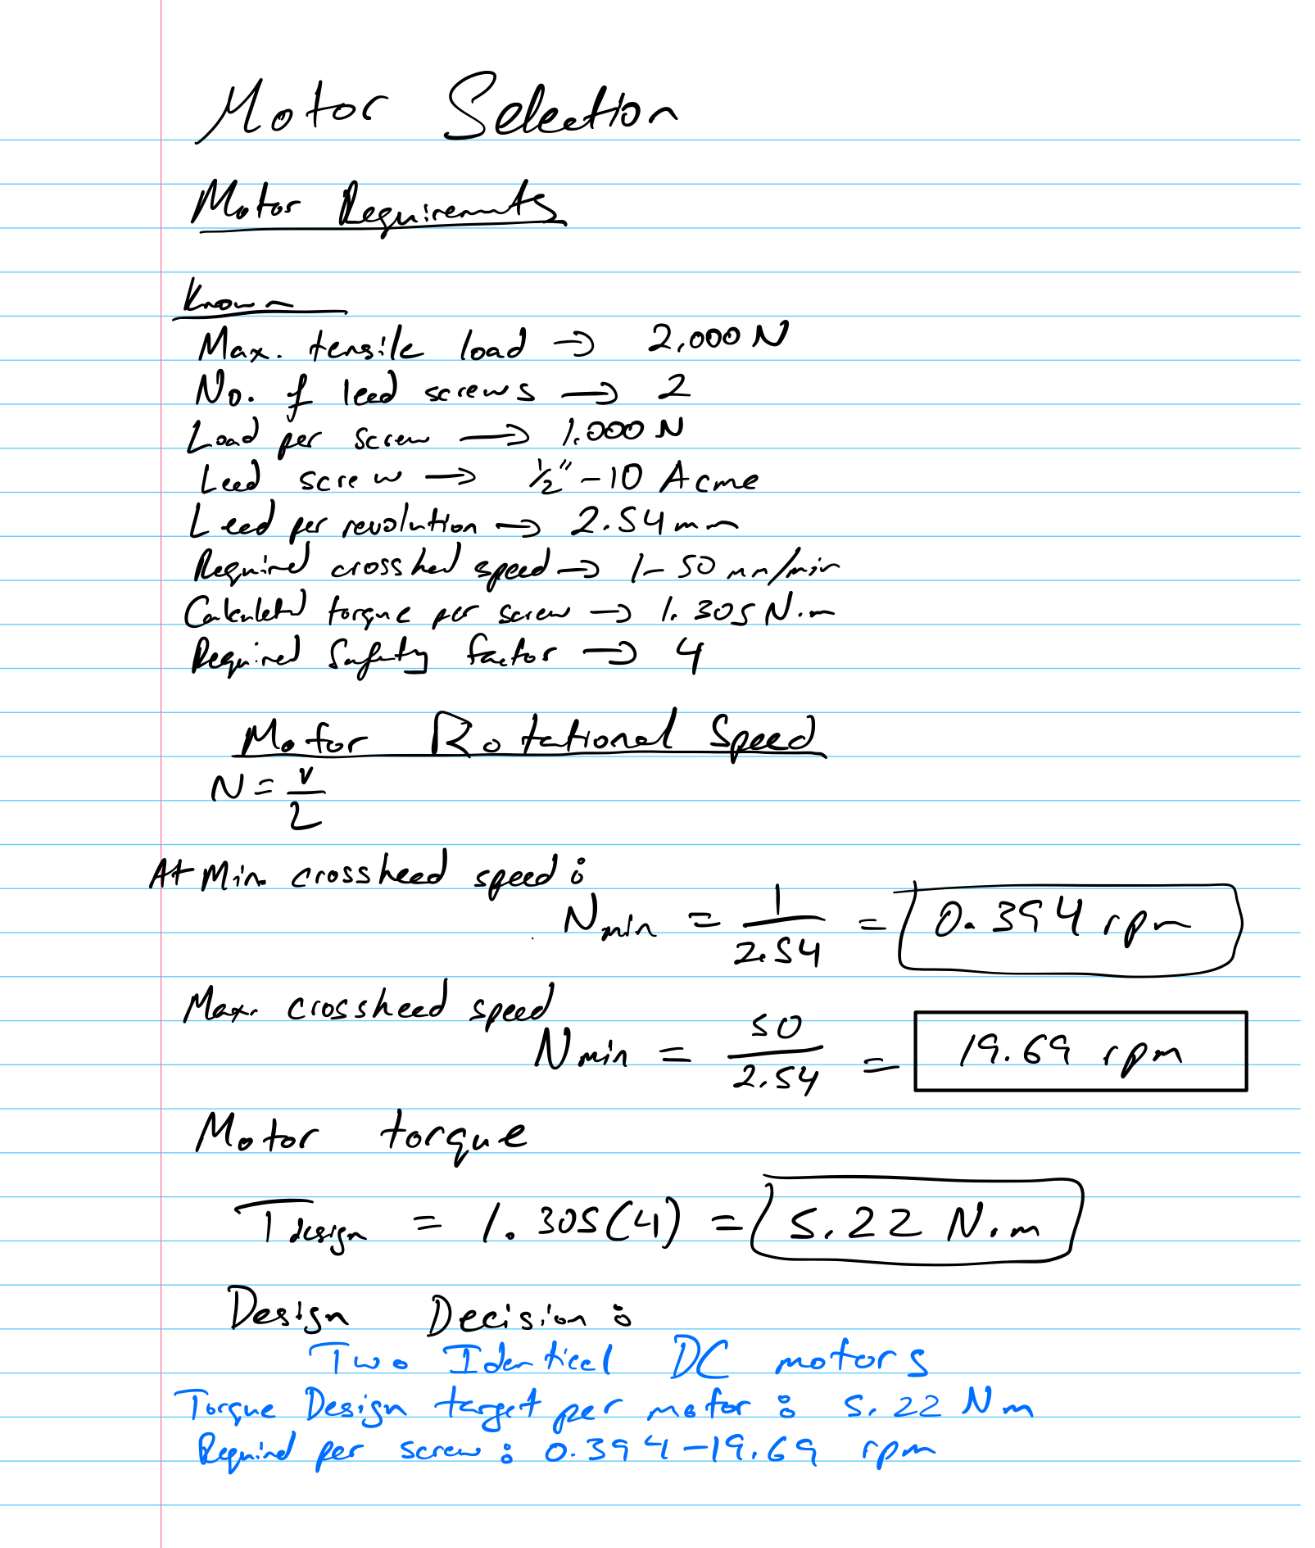 Motor Selection
Motor Requirements
Known
Max. tensile load → 2,000 N
No. of lead screws → 2
Load per screw → 1,000 N
Lead screw → 1/2" - 10 Acme
Lead per revolution → 2.54 mm
Required crosshead speed → 1 - 50 mm/min
Calculated torque per screw → 1.305 N.m
Required Safety factor → 4
Motor Rotational Speed
N = v/L
At Min. crosshead speed:
Nmin = 1/2.54 = 0.394 rpm
Max. crosshead speed
Nmin = 50/2.54 = 19.69 rpm
Motor torque
Tdesign = 1.305(4) = 5.22 N.m
Design Decision:
Two Identical DC motors
Torque Design target per motor: 5.22 Nm
Required per screw: 0.394-19.69 rpm